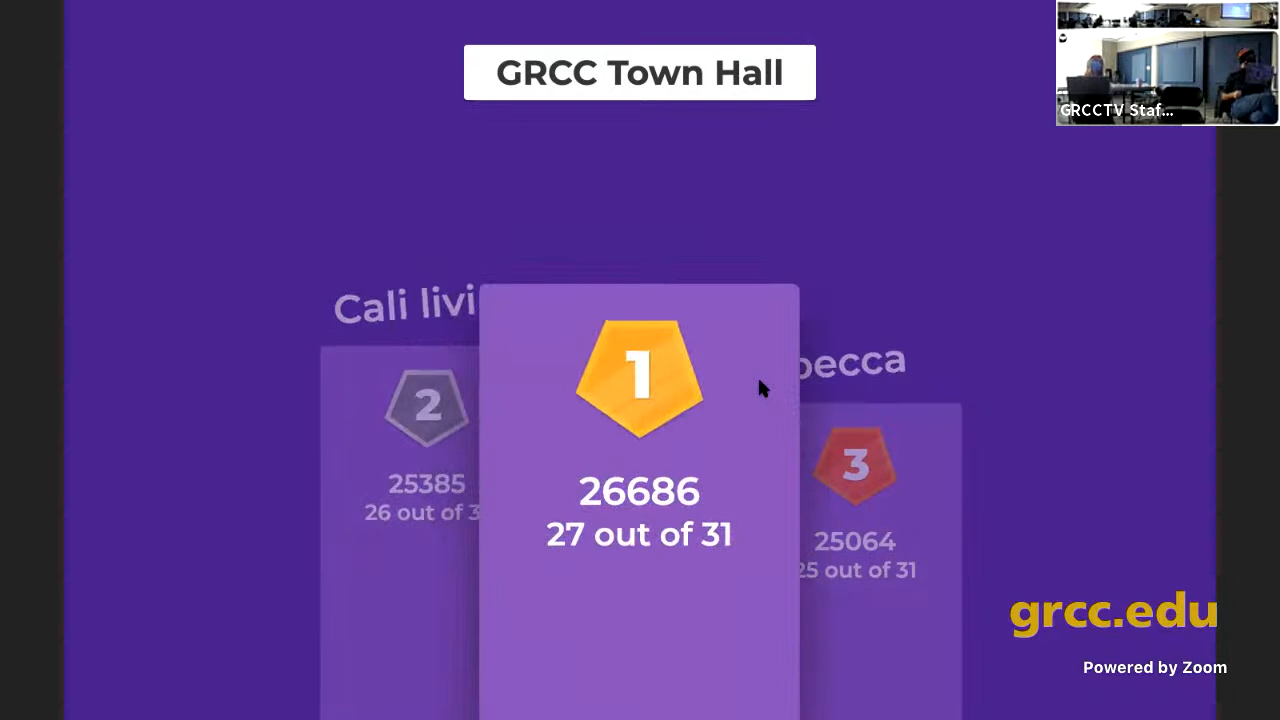 GRCC Town Hall
GRCCTV Staf...
Cali livi
becca
1
2
3
26686
27 out of 31
25385
26 out of 3
25064
25 out of 31
grcc.edu
Powered by Zoom